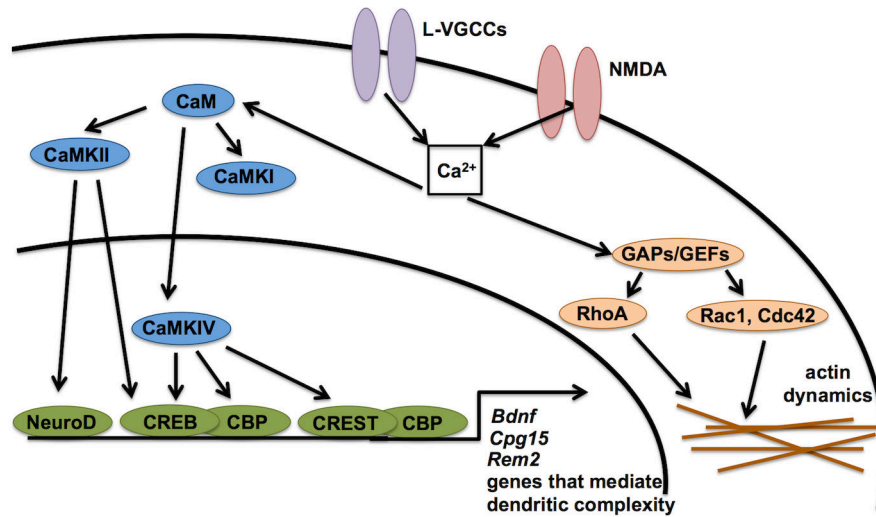 L-VGCCs
NMDA
CaM
CaMKII
CaMKI
Ca²⁺
GAPs/GEFs
CaMKIV
RhoA
Rac1, Cdc42
actin
dynamics
NeuroD
CREB
CBP
CREST
CBP
Bdnf
Cpg15
Rem2
genes that mediate
dendritic complexity